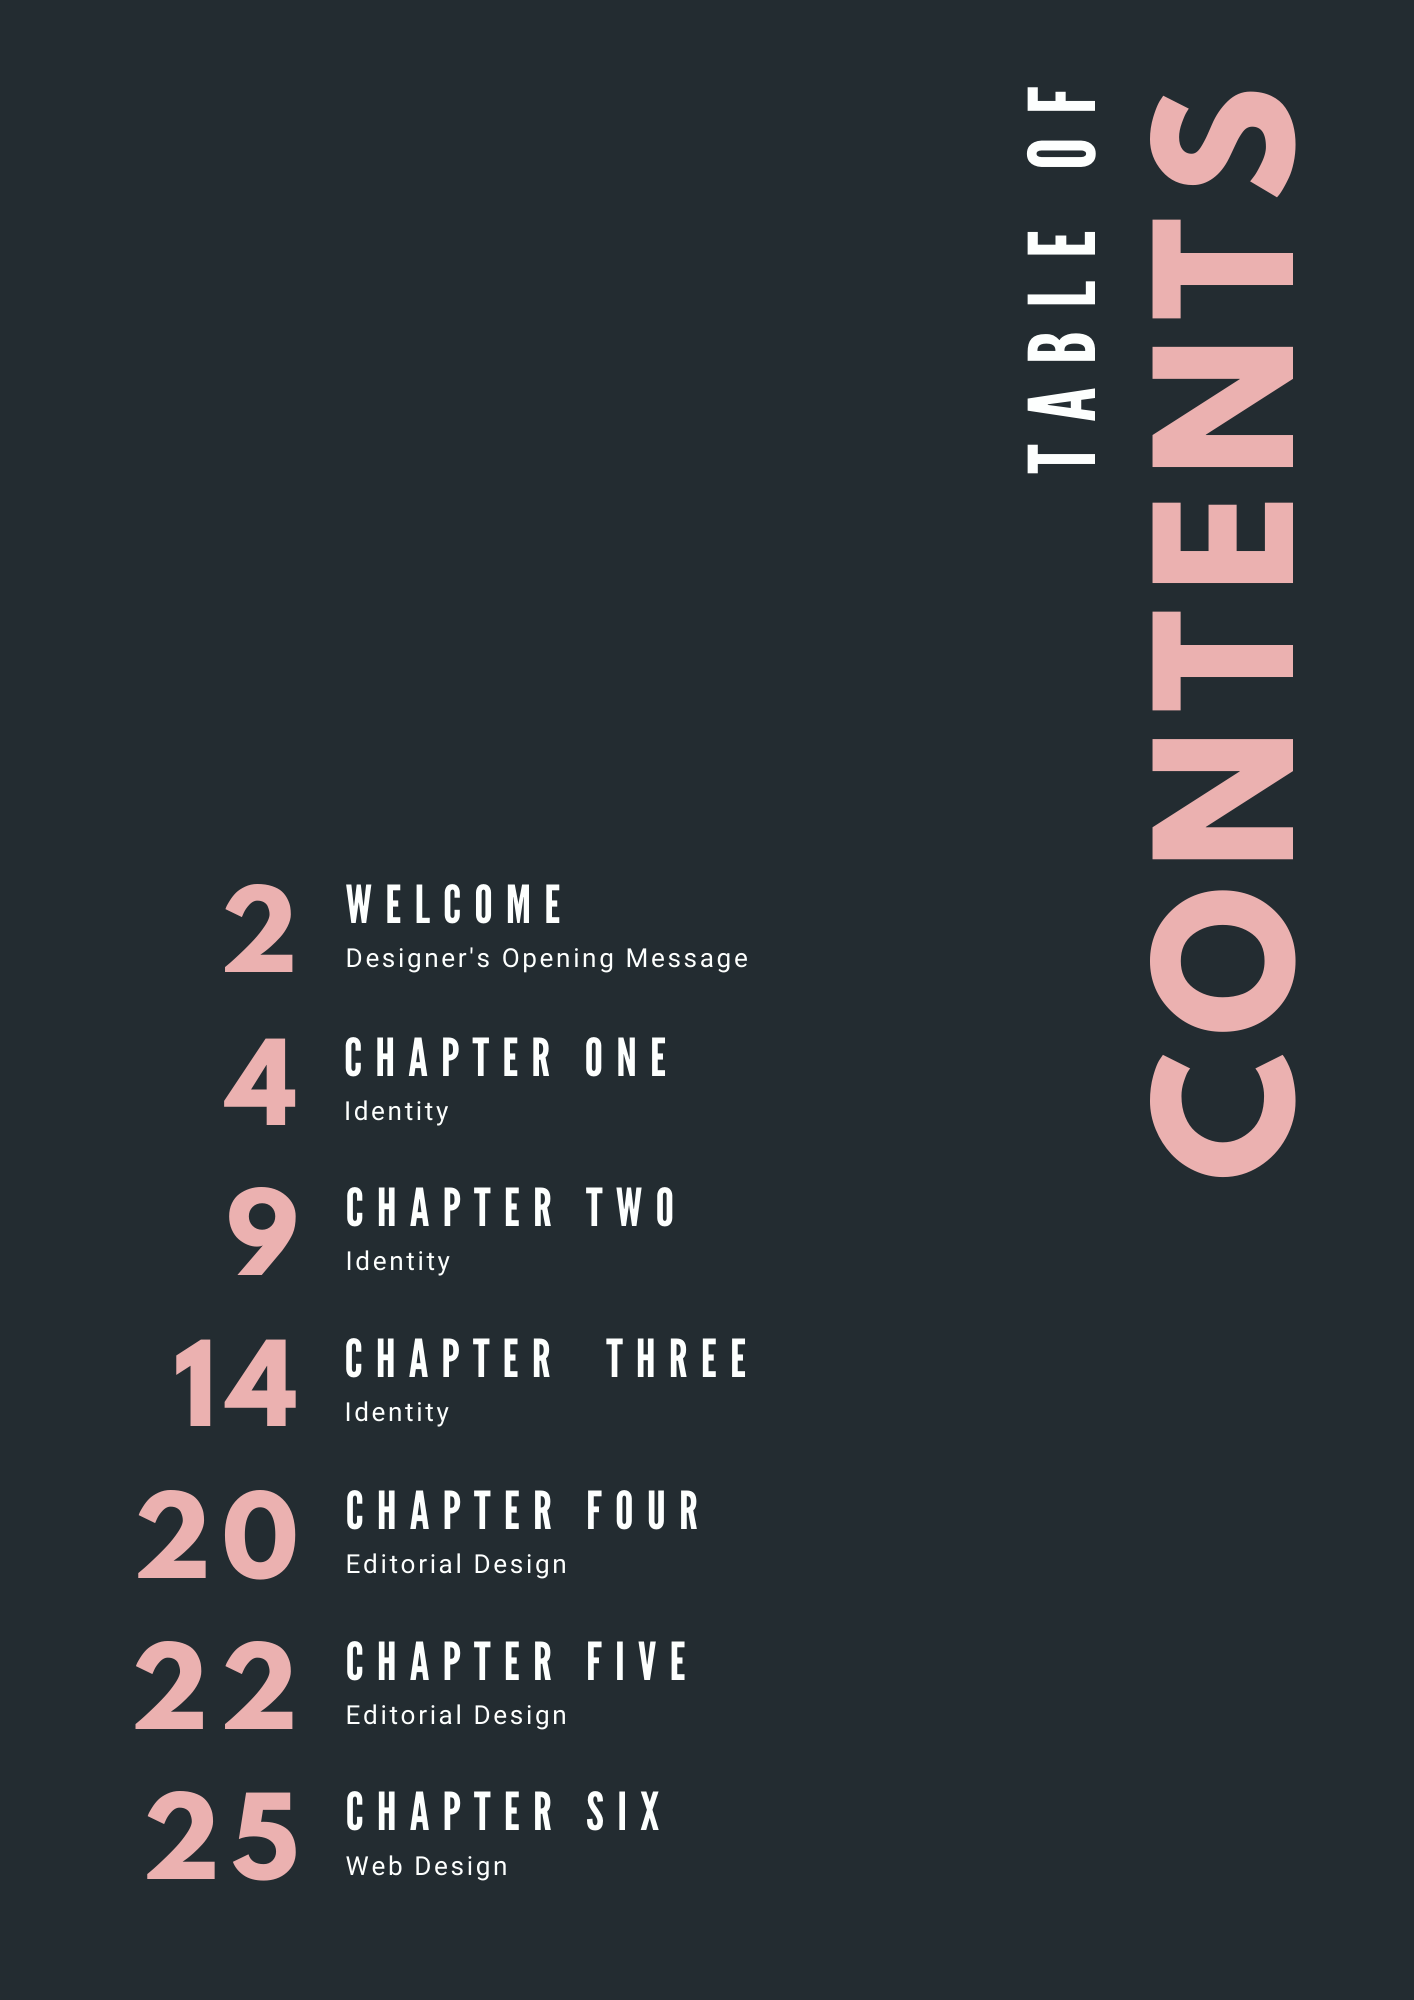 TABLE OF
CONTENTS
2
WELCOME
Designer's Opening Message
4
CHAPTER ONE
Identity
9
CHAPTER TWO
Identity
14
CHAPTER THREE
Identity
20
CHAPTER FOUR
Editorial Design
22
CHAPTER FIVE
Editorial Design
25
CHAPTER SIX
Web Design